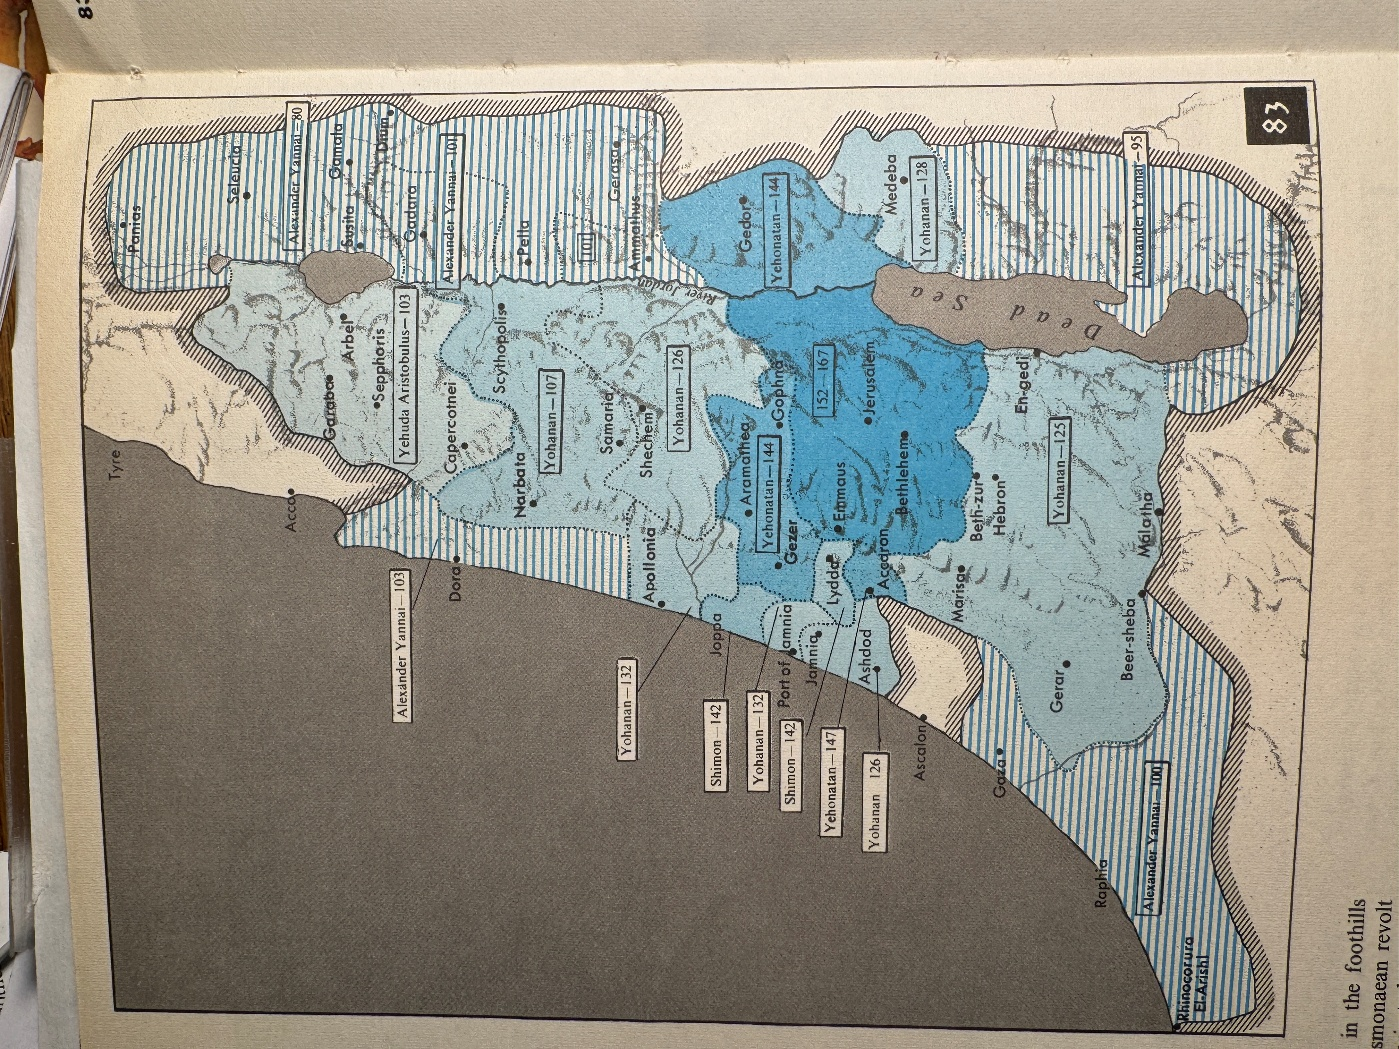 83
Tyre
Acco
Panias
Seleucia
Alexander Yannai—80
Gamala
Dium
Susita
Gadara
Alexander Yannai—101
Pella
101
Gerasa
Ammathus
River Jordan
Arbel
Sepphoris
Garaba
Yehuda Aristobulus—103
Capercotnei
Scythopolis
Narbata
Yohanan—107
Samaria
Shechem
Yohanan—126
Alexander Yannai—103
Dora
Apollonia
Yohanan—132
Joppa
Shimon—142
Yohanan—132
Port of Jamnia
Shimon—142
Jamnia
Yehonatan—147
Ashdod
Yohanan 126
Aramathea
Gophna
Yehonatan—144
Gezer
Lydda
Emmaus
Accaron
152—167
Jerusalem
Bethlehem
Gedor
Yehonatan—144
Medeba
Yohanan—128
Dead Sea
En-gedi
Beth-zur
Hebron
Yohanan—125
Marisa
Malatha
Beer-sheba
Gerar
Ascalon
Gaza
Raphia
Alexander Yannai—100
Rhinocorura
El-Arish
Alexander Yannai—95
83
in the foothills
smonaean revolt